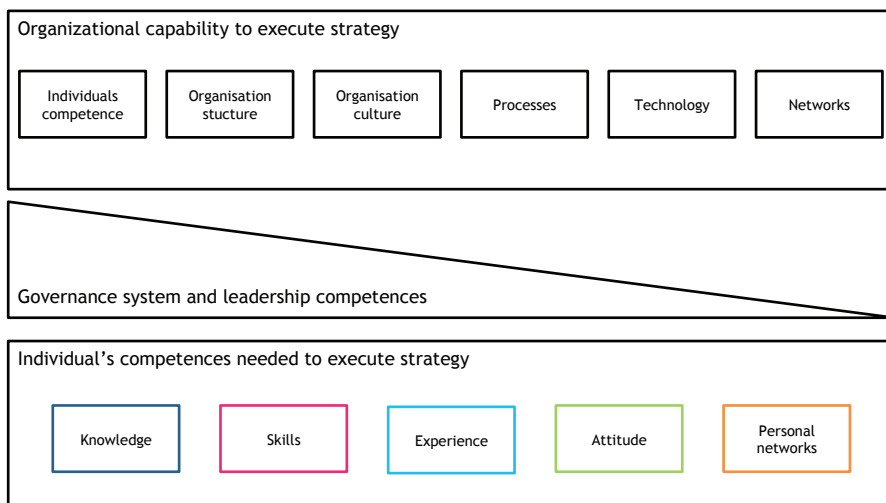 Organizational capability to execute strategy
Individuals
competence
Organisation
stucture
Organisation
culture
Processes
Technology
Networks
Governance system and leadership competences
Individual’s competences needed to execute strategy
Knowledge
Skills
Experience
Attitude
Personal
networks